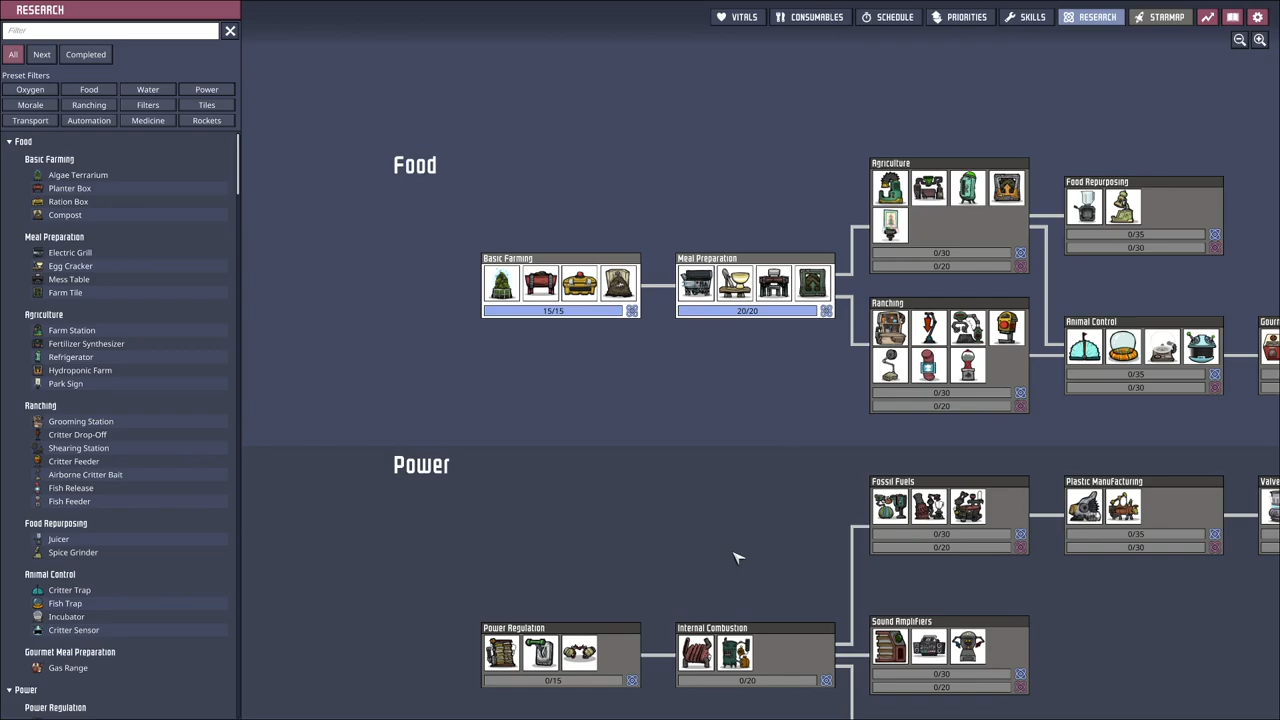 RESEARCH
VITALS CONSUMABLES SCHEDULE PRIORITIES SKILLS RESEARCH STARMAP
Filter
All Next Completed
Preset Filters
Oxygen Food Water Power
Morale Ranching Filters Tiles
Transport Automation Medicine Rockets
Food
Basic Farming
Algae Terrarium
Planter Box
Ration Box
Compost
Meal Preparation
Electric Grill
Egg Cracker
Mess Table
Farm Tile
Agriculture
Farm Station
Fertilizer Synthesizer
Refrigerator
Hydroponic Farm
Park Sign
Ranching
Grooming Station
Critter Drop-Off
Shearing Station
Critter Feeder
Airborne Critter Bait
Fish Release
Fish Feeder
Food Repurposing
Juicer
Spice Grinder
Animal Control
Critter Trap
Fish Trap
Incubator
Critter Sensor
Gourmet Meal Preparation
Gas Range
Power
Power Regulation
Food
Basic Farming
15/15
Meal Preparation
20/20
Agriculture
0/30
0/20
Food Repurposing
0/35
0/30
Ranching
0/30
0/20
Animal Control
0/35
0/30
Gour
Power
Power Regulation
0/15
Internal Combustion
0/20
Fossil Fuels
0/30
0/20
Plastic Manufacturing
0/35
0/30
Valve
Sound Amplifiers
0/30
0/20